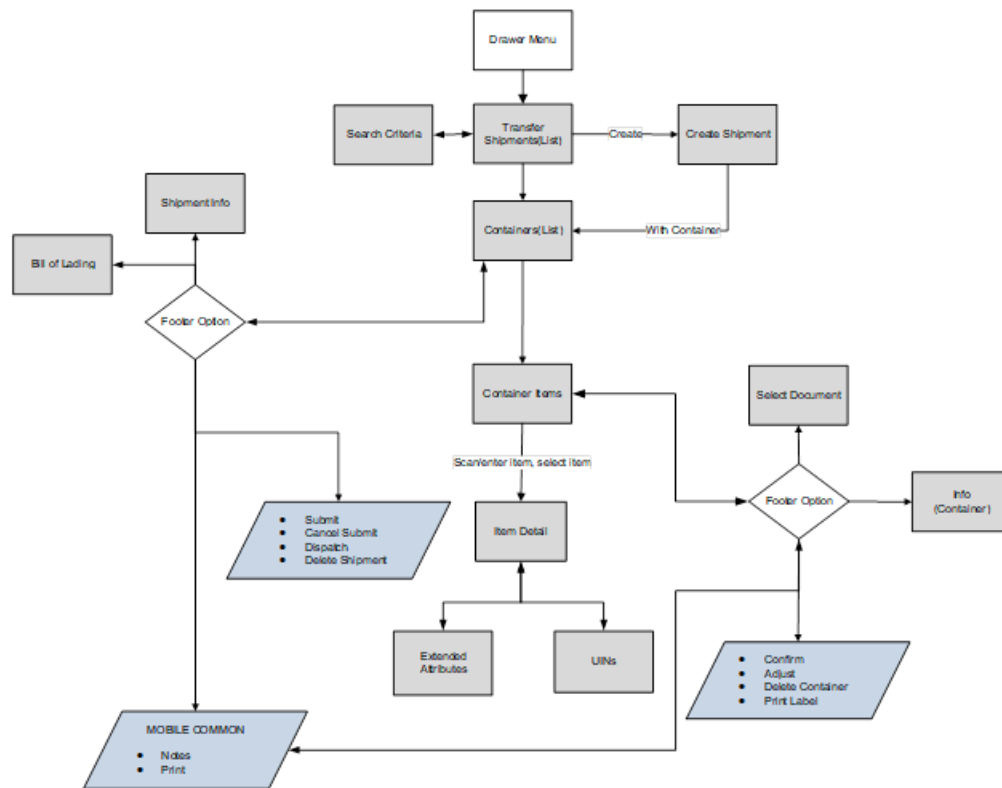 Drawer Menu
Search Criteria
Transfer
Shipments(List)
Create
Create Shipment
Shipment Info
Containers(List)
With Container
Bill of Lading
Footer Option
Container Items
Select Document
Scan/enter item, select item
Footer Option
Info
(Container)
• Submit
• Cancel Submit
• Dispatch
• Delete Shipment
Item Detail
Extended
Attributes
UINs
• Confirm
• Adjust
• Delete Container
• Print Label
MOBILE COMMON
• Notes
• Print